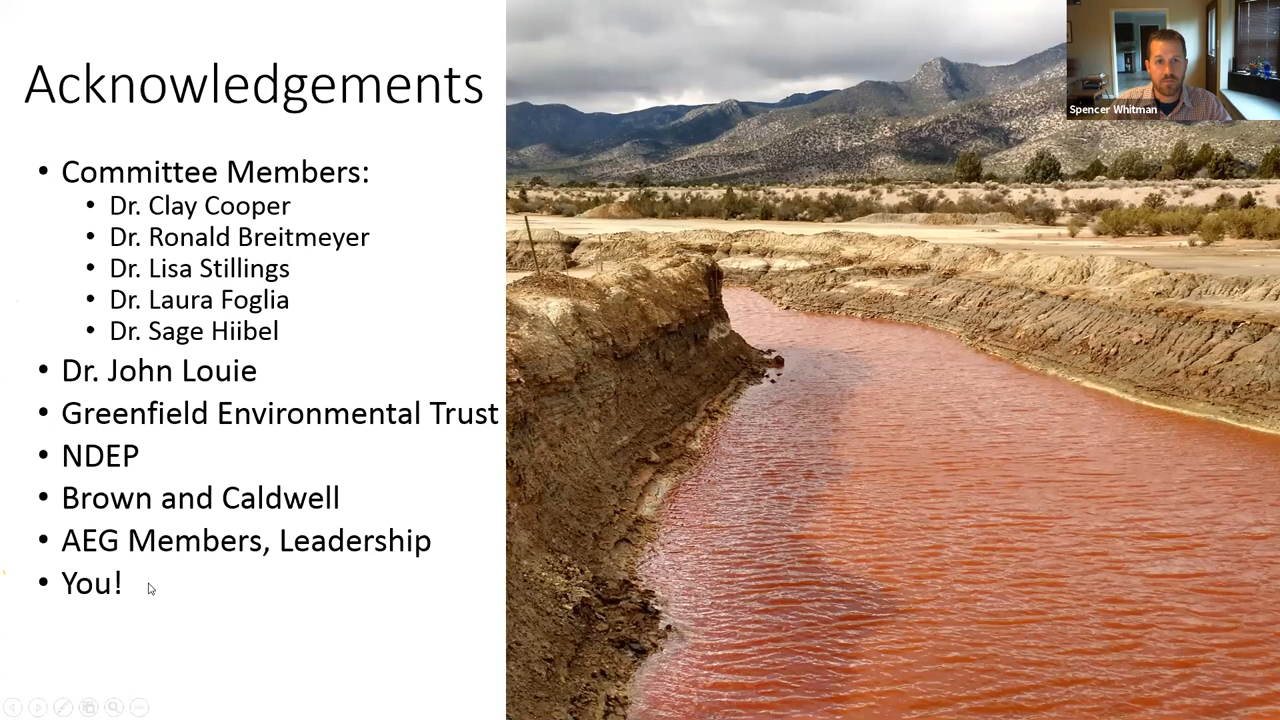 Acknowledgements
• Committee Members:
• Dr. Clay Cooper
• Dr. Ronald Breitmeyer
• Dr. Lisa Stillings
• Dr. Laura Foglia
• Dr. Sage Hiibel
• Dr. John Louie
• Greenfield Environmental Trust
• NDEP
• Brown and Caldwell
• AEG Members, Leadership
• You!
Spencer Whitman